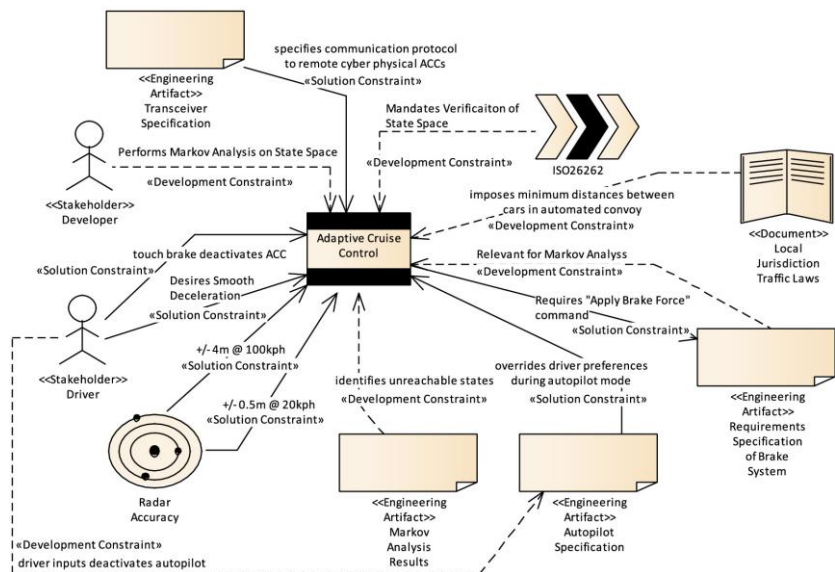 specifies communication protocol
to remote cyber physical ACCs
«Solution Constraint»
<<Engineering
Artifact>>
Transceiver
Specification
Mandates Verificaiton of
State Space
«Development Constraint»
ISO26262
Performs Markov Analysis on State Space
«Development Constraint»
<<Stakeholder>>
Developer
imposes minimum distances between
cars in automated convoy
«Development Constraint»
<<Document>>
Local
Jurisdiction
Traffic Laws
Adaptive Cruise
Control
touch brake deactivates ACC
«Solution Constraint»
Relevant for Markov Analyss
«Development Constraint»
Desires Smooth
Deceleration
«Solution Constraint»
Requires "Apply Brake Force"
command
«Solution Constraint»
<<Stakeholder>>
Driver
+/- 4m @ 100kph
«Solution Constraint»
+/- 0.5m @ 20kph
«Solution Constraint»
identifies unreachable states
«Development Constraint»
overrides driver preferences
during autopilot mode
«Solution Constraint»
<<Engineering
Artifact>>
Requirements
Specification
of Brake
System
Radar
Accuracy
<<Engineering
Artifact>>
Markov
Analysis
Results
<<Engineering
Artifact>>
Autopilot
Specification
«Development Constraint»
driver inputs deactivates autopilot